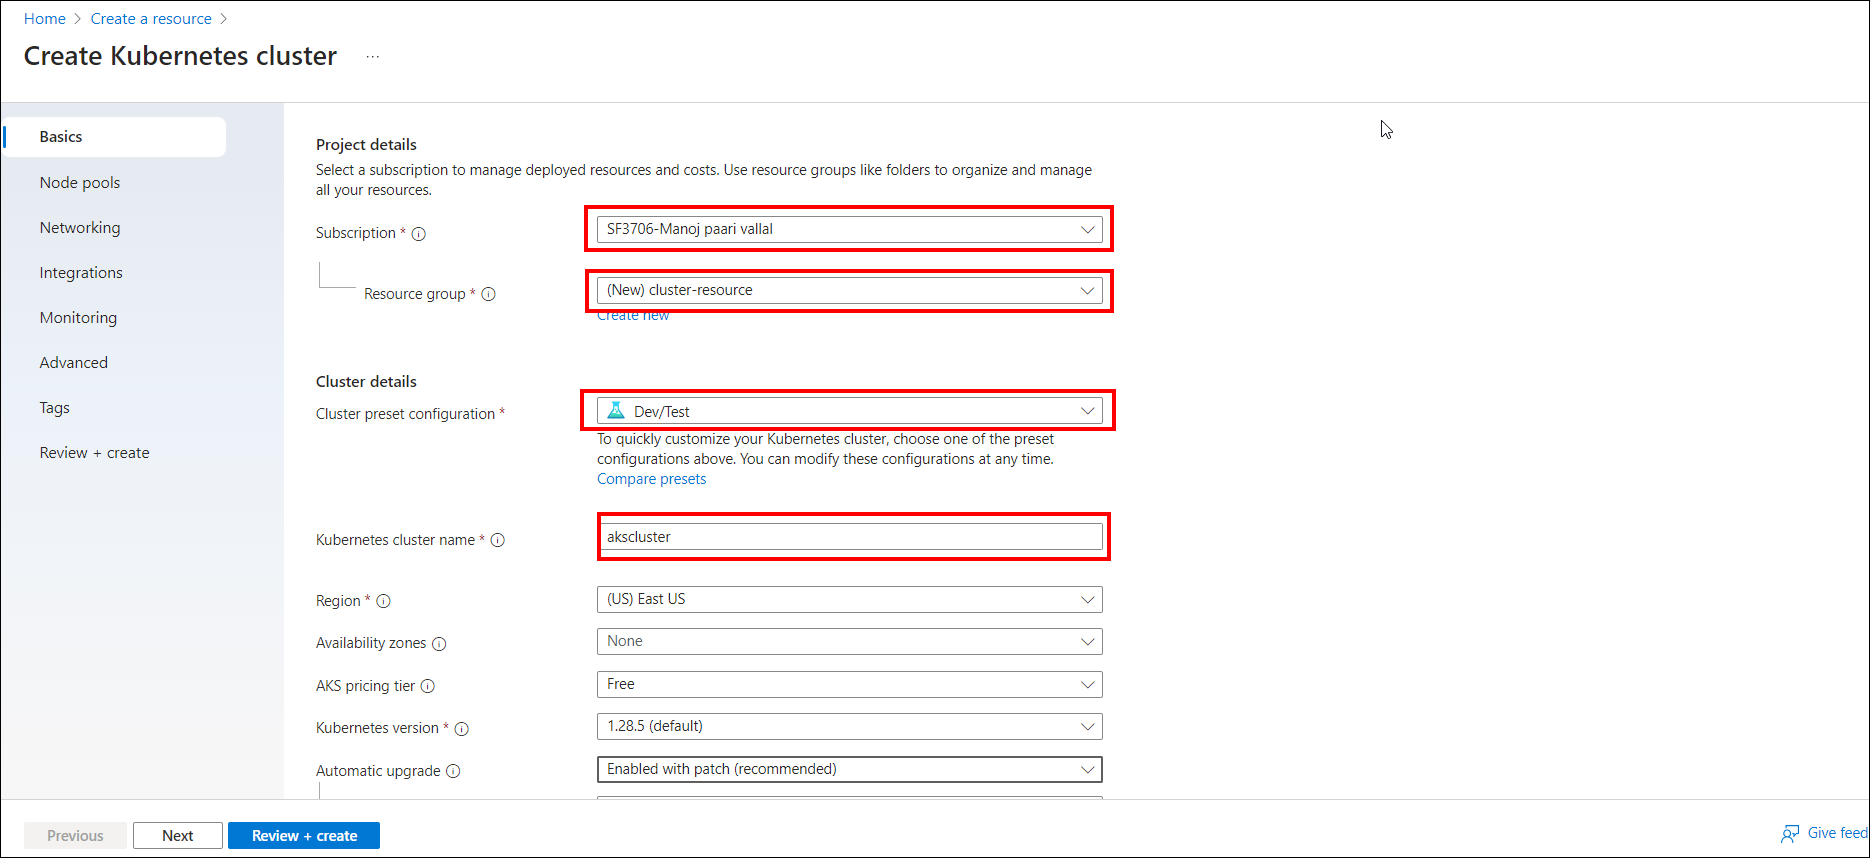 Home > Create a resource >
Create Kubernetes cluster ...
Basics
Node pools
Networking
Integrations
Monitoring
Advanced
Tags
Review + create
Project details
Select a subscription to manage deployed resources and costs. Use resource groups like folders to organize and manage
all your resources.
Subscription * SF3706-Manoj paari vallal
Resource group * (New) cluster-resource
Create new
Cluster details
Cluster preset configuration * Dev/Test
To quickly customize your Kubernetes cluster, choose one of the preset
configurations above. You can modify these configurations at any time.
Compare presets
Kubernetes cluster name * akscluster
Region * (US) East US
Availability zones None
AKS pricing tier Free
Kubernetes version * 1.28.5 (default)
Automatic upgrade Enabled with patch (recommended)
Previous Next Review + create Give feed